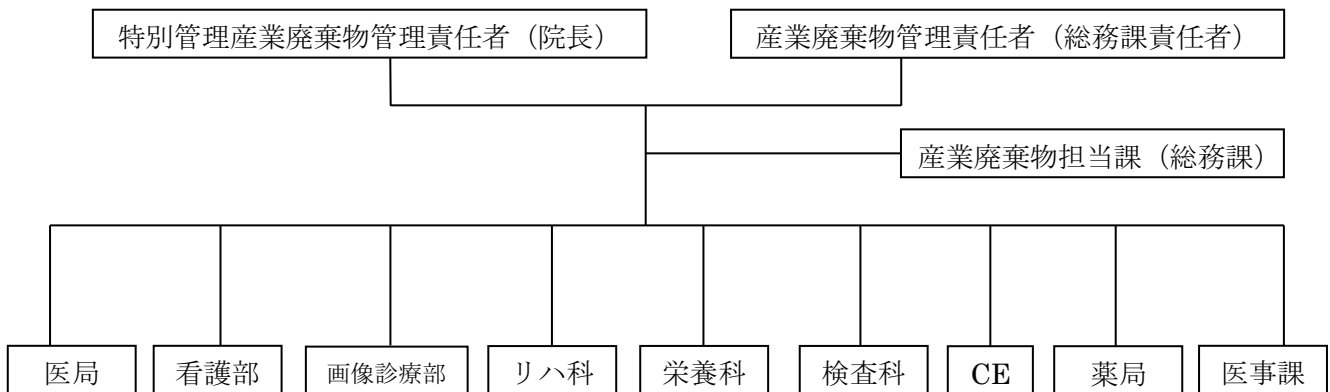 特別管理産業廃棄物管理責任者（院長）
産業廃棄物管理責任者（総務課責任者）
産業廃棄物担当課（総務課）
医局
看護部
画像診療部
リハ科
栄養科
検査科
CE
薬局
医事課